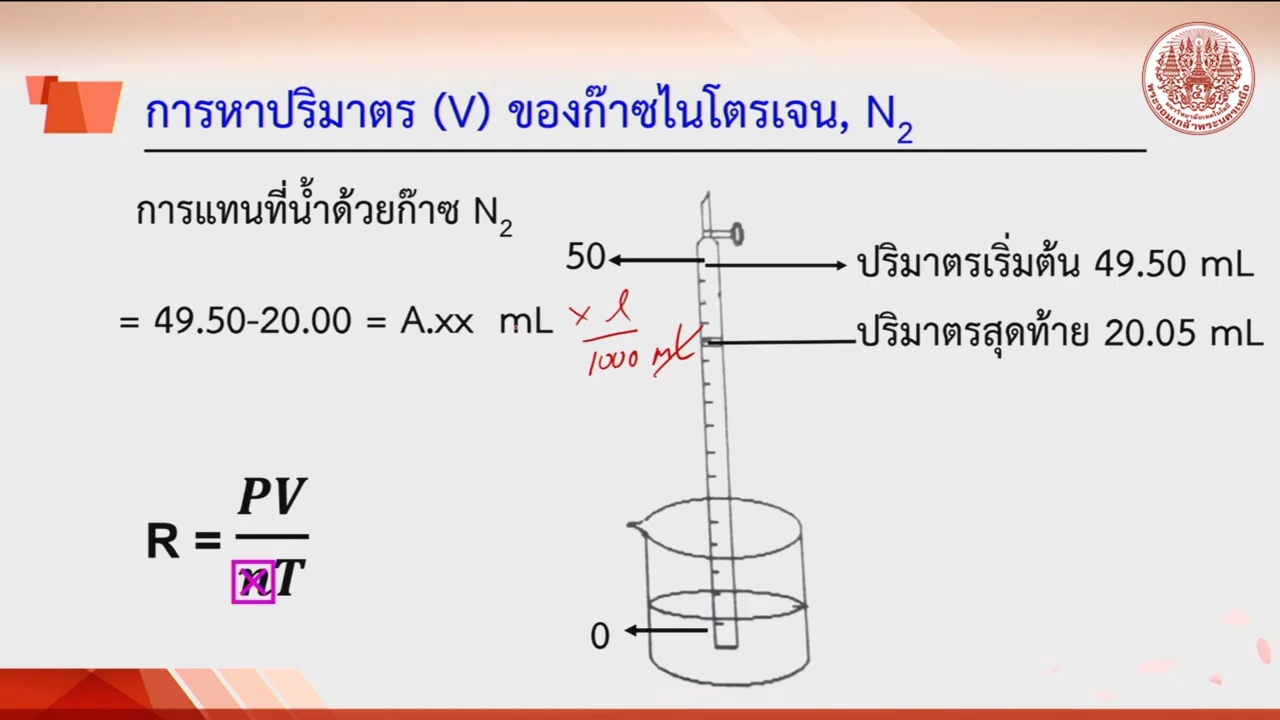 การหาปริมาตร (V) ของก๊าซไนโตรเจน, N2
การแทนที่น้ำด้วยก๊าซ N2
50
ปริมาตรเริ่มต้น 49.50 mL
= 49.50-20.00 = A.xx mL × l / 1000 ml
ปริมาตรสุดท้าย 20.05 mL
R = PV / nT
0